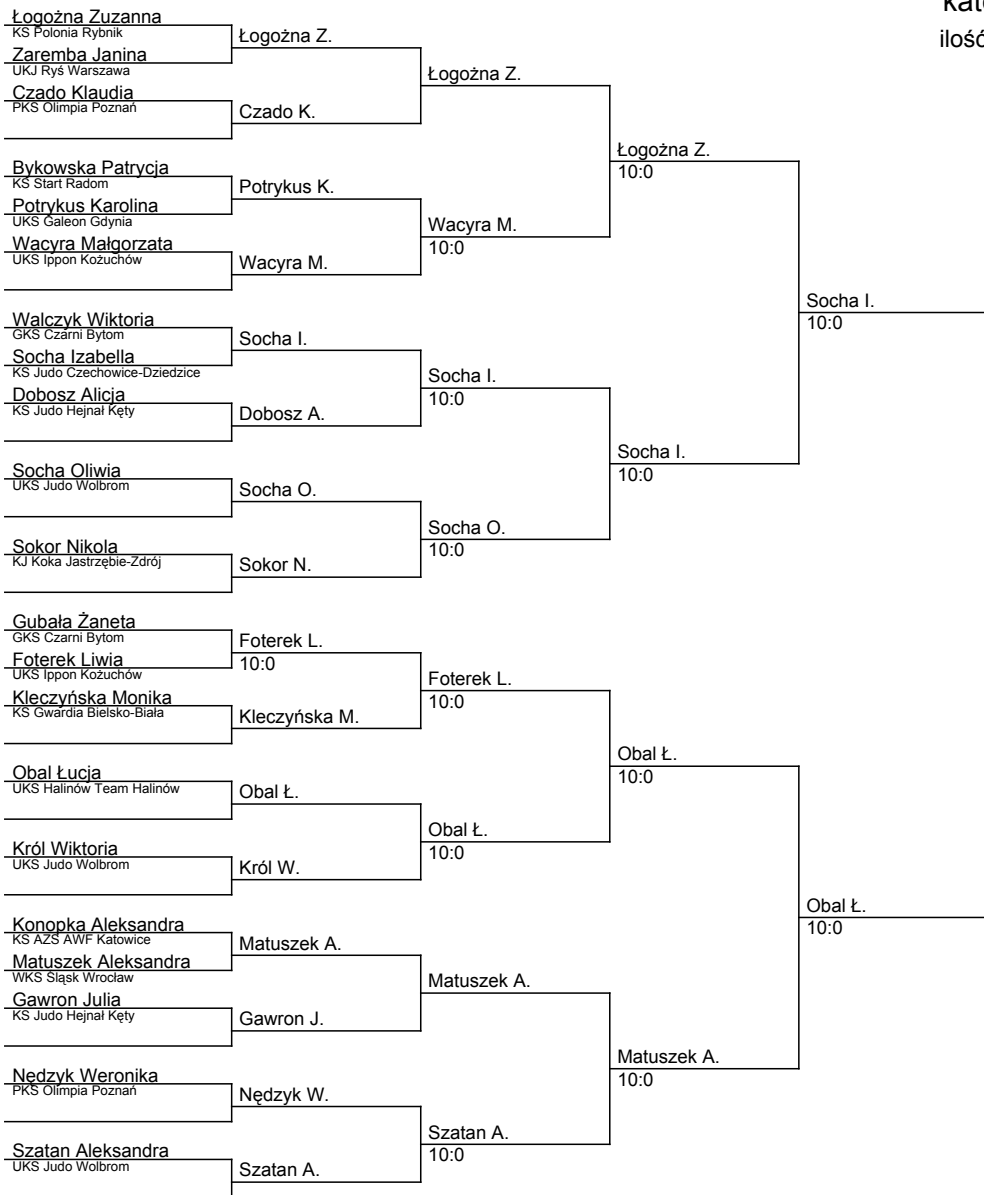 kat
ilość
Łogożna Zuzanna
KS Polonia Rybnik
Zaremba Janina
UKJ Ryś Warszawa
Czado Klaudia
PKS Olimpia Poznań
Bykowska Patrycja
KS Start Radom
Potrykus Karolina
UKS Galeon Gdynia
Wacyra Małgorzata
UKS Ippon Kożuchów
Walczyk Wiktoria
GKS Czarni Bytom
Socha Izabella
KS Judo Czechowice-Dziedzice
Dobosz Alicja
KS Judo Hejnał Kęty
Socha Oliwia
UKS Judo Wolbrom
Sokor Nikola
KJ Koka Jastrzębie-Zdrój
Gubała Żaneta
GKS Czarni Bytom
Foterek Liwia
UKS Ippon Kożuchów
Kleczyńska Monika
KS Gwardia Bielsko-Biała
Obal Łucja
UKS Halinów Team Halinów
Król Wiktoria
UKS Judo Wolbrom
Konopka Aleksandra
KS AZS AWF Katowice
Matuszek Aleksandra
WKS Śląsk Wrocław
Gawron Julia
KS Judo Hejnał Kęty
Nędzyk Weronika
PKS Olimpia Poznań
Szatan Aleksandra
UKS Judo Wolbrom
Łogożna Z.
Czado K.
Potrykus K.
Wacyra M.
Socha I.
Dobosz A.
Socha O.
Sokor N.
Foterek L.
10:0
Kleczyńska M.
Obal Ł.
Król W.
Matuszek A.
Gawron J.
Nędzyk W.
Szatan A.
Łogożna Z.
Wacyra M.
10:0
Socha I.
10:0
Socha O.
10:0
Foterek L.
10:0
Obal Ł.
10:0
Matuszek A.
Szatan A.
10:0
Łogożna Z.
10:0
Socha I.
10:0
Obal Ł.
10:0
Matuszek A.
10:0
Socha I.
10:0
Obal Ł.
10:0